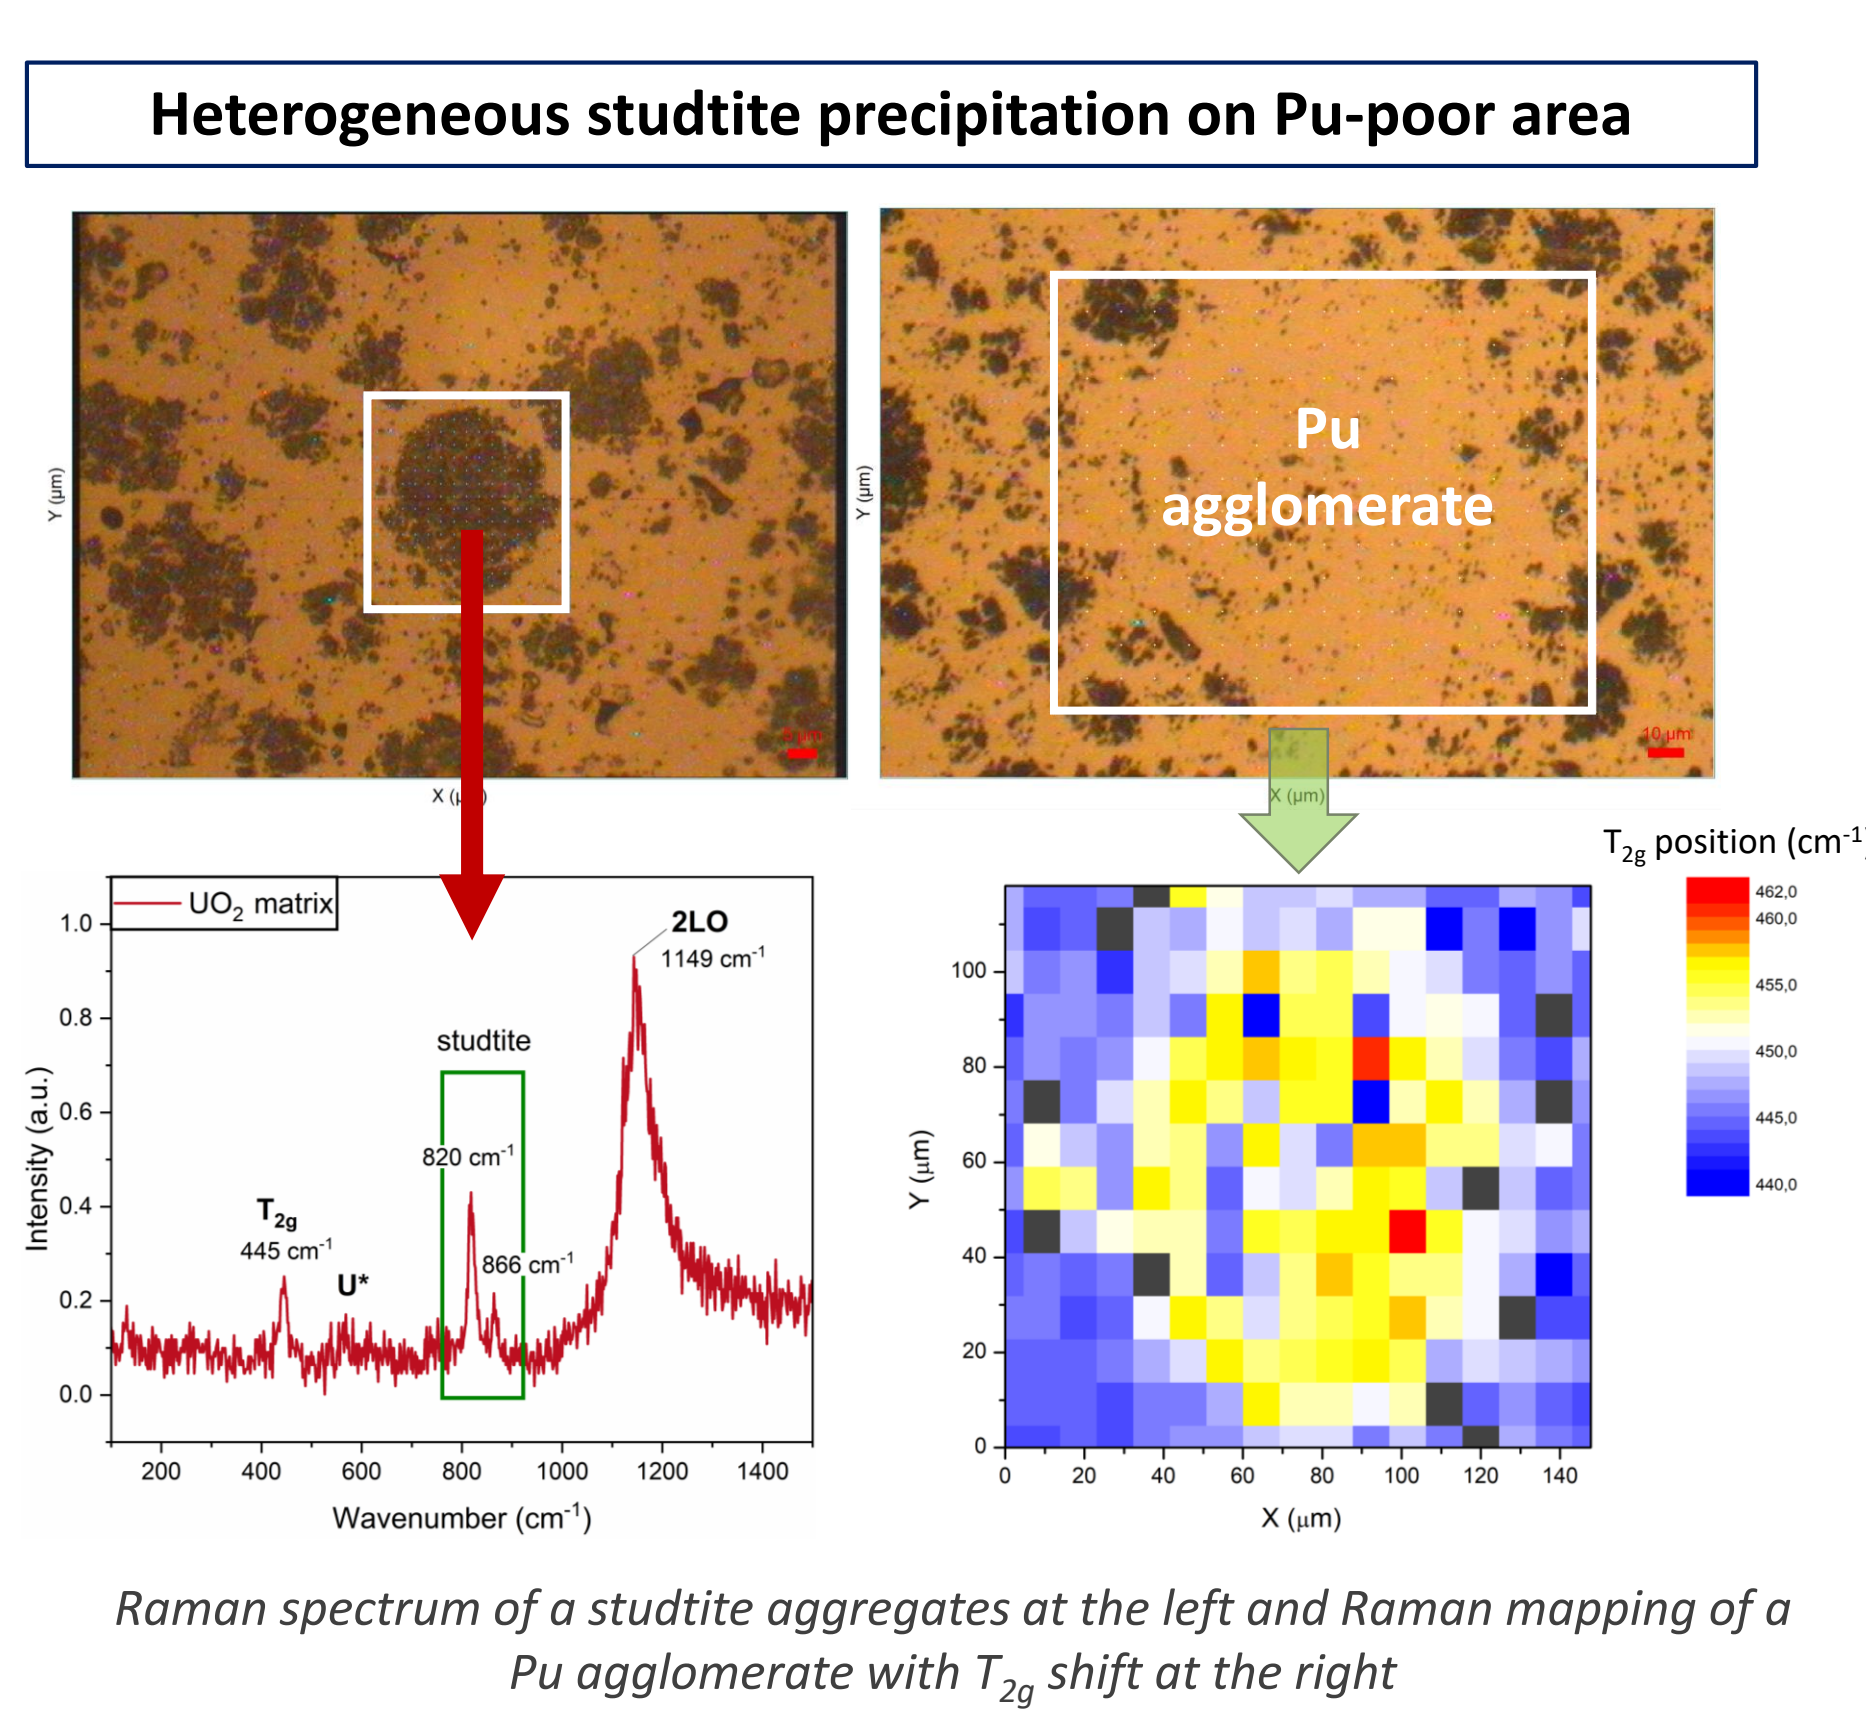 Heterogeneous studtite precipitation on Pu-poor area
Y (µm)
5 µm
X (µm)
Y (µm)
Pu
agglomerate
10 µm
X (µm)
UO2 matrix
2LO
1149 cm-1
studtite
820 cm-1
866 cm-1
T2g
445 cm-1
U*
Intensity (a.u.)
1.0
0.8
0.6
0.4
0.2
0.0
200 400 600 800 1000 1200 1400
Wavenumber (cm-1)
T2g position (cm-1)
462,0
460,0
455,0
450,0
445,0
440,0
Y (µm)
100
80
60
40
20
0
0 20 40 60 80 100 120 140
X (µm)
Raman spectrum of a studtite aggregates at the left and Raman mapping of a
Pu agglomerate with T2g shift at the right